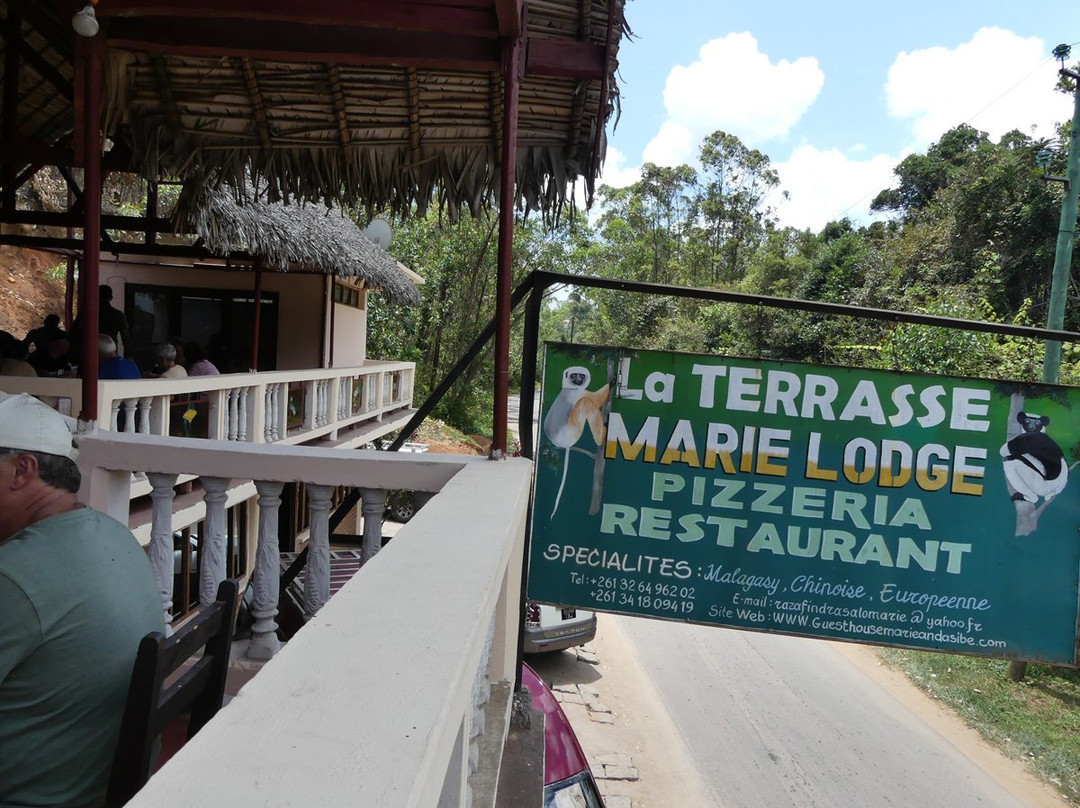 La TERRASSE
MARIE LODGE
PIZZERIA
RESTAURANT
SPECIALITES : Malagasy, Chinoise, Europeenne
Tel : +261 32 64 962 02
+261 34 18 094 19
E-mail : razafindrasalomarie@yahoo.fr
Site Web : WWW.Guesthousemarieandasibe.com